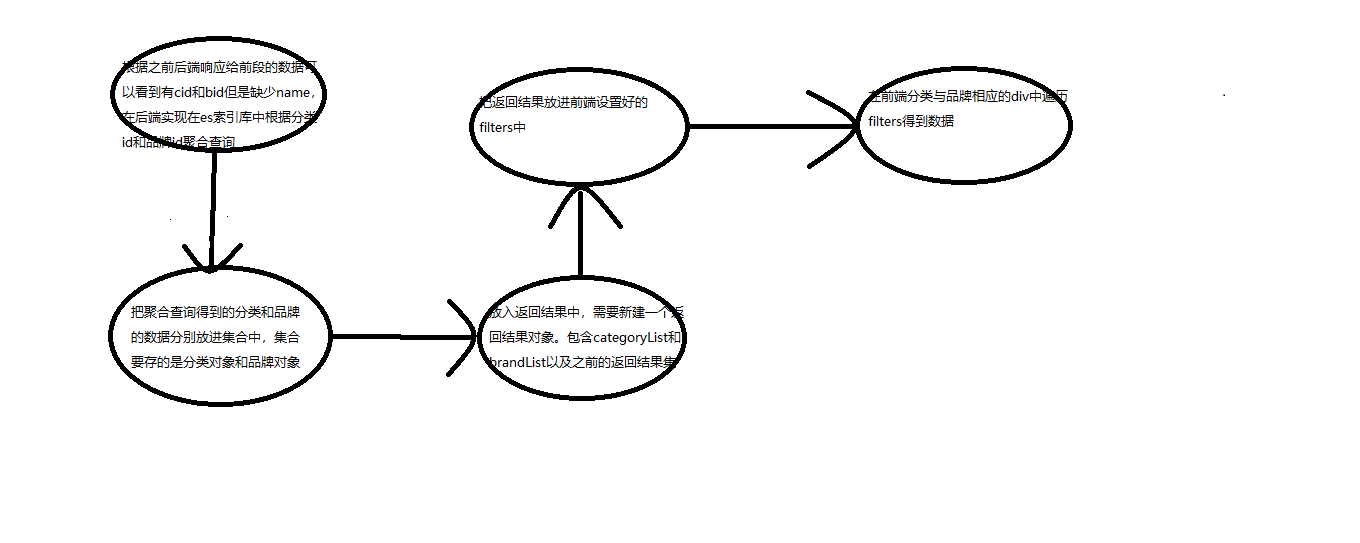 根据之前后端响应给前段的数据可
以看到有cid和bid但是缺少name，
在后端实现在es索引库中根据分类
id和品牌id聚合查询
把聚合查询得到的分类和品牌
的数据分别放进集合中，集合
要存的是分类对象和品牌对象
放入返回结果中，需要新建一个返
回结果对象。包含categoryList和
brandList以及之前的返回结果集
把返回结果放进前端设置好的
filters中
在前端分类与品牌相应的div中遍历
filters得到数据